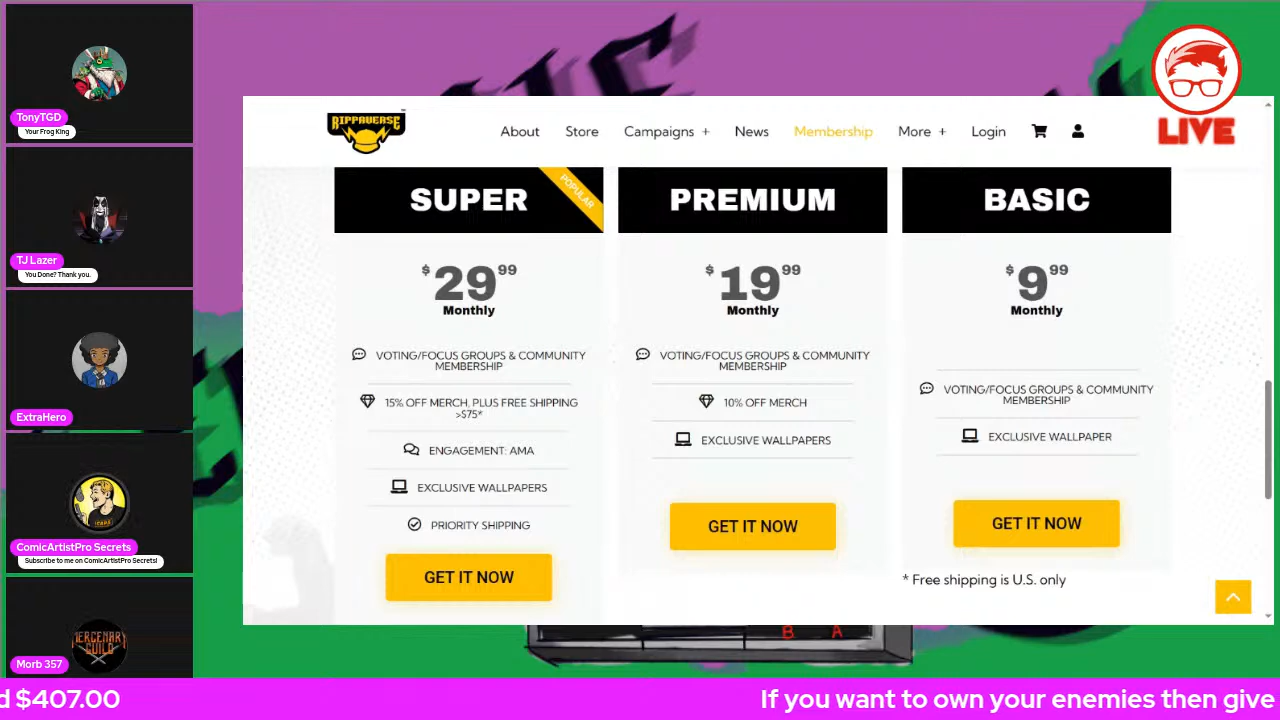 TonyTGD
Your Frog King
TJ Lazer
You Done? Thank you.
ExtraHero
ComicArtistPro Secrets
Subscribe to me on ComicArtistPro Secrets!
MERCENARY
GUILD
Morb 357
RIPPAVERSE
About
Store
Campaigns +
News
Membership
More +
Login
LIVE
SUPER
POPULAR
$29.99
Monthly
VOTING/FOCUS GROUPS & COMMUNITY
MEMBERSHIP
15% OFF MERCH, PLUS FREE SHIPPING
>$75*
ENGAGEMENT: AMA
EXCLUSIVE WALLPAPERS
PRIORITY SHIPPING
GET IT NOW
PREMIUM
$19.99
Monthly
VOTING/FOCUS GROUPS & COMMUNITY
MEMBERSHIP
10% OFF MERCH
EXCLUSIVE WALLPAPERS
GET IT NOW
BASIC
$9.99
Monthly
VOTING/FOCUS GROUPS & COMMUNITY
MEMBERSHIP
EXCLUSIVE WALLPAPER
GET IT NOW
* Free shipping is U.S. only
B A
d $407.00
If you want to own your enemies then give